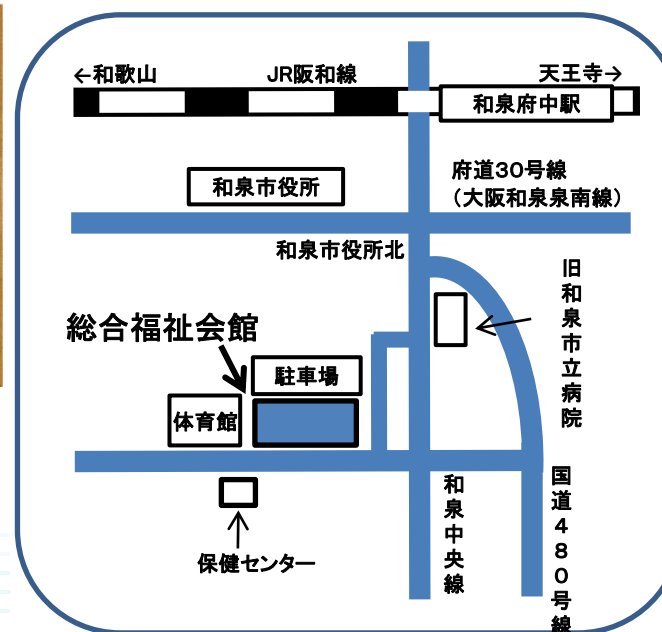 ←和歌山
JR阪和線
天王寺→
和泉府中駅
和泉市役所
府道30号線
（大阪和泉泉南線）
和泉市役所北
旧和泉市立病院
総合福祉会館
駐車場
体育館
和泉中央線
国道480号線
保健センター